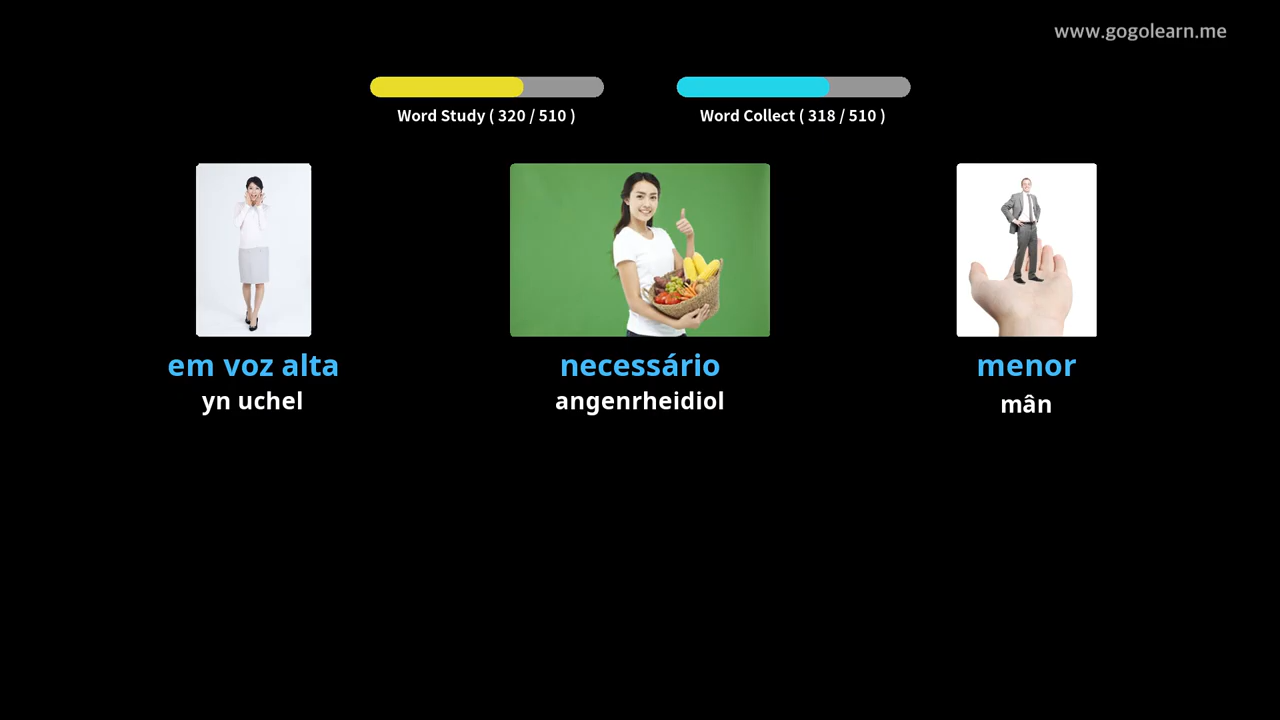 www.gogolearn.me
Word Study ( 320 / 510 )
Word Collect ( 318 / 510 )
em voz alta
yn uchel
necessário
angenrheidiol
menor
mân